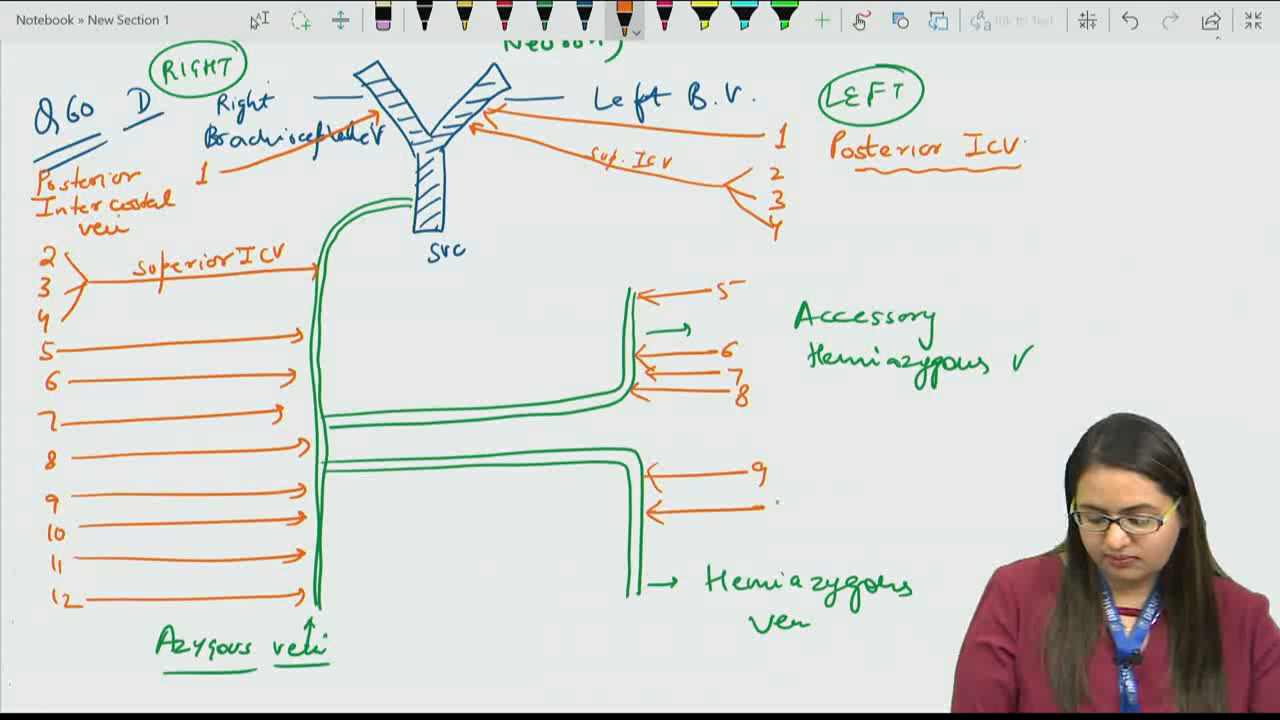 Notebook » New Section 1
RIGHT
Q60 D
Right
Brachiocephalic V
Left B.V.
LEFT
Posterior ICV.
Posterior
Intercostal
vein
1
1
Sup. ICV
2
3
4
SVC
2
3
4
Superior ICV
5
6
7
8
9
10
11
12
5
6
7
8
Accessory
Hemiazygous V
9
Hemiazygous
Ven
Azygous vein